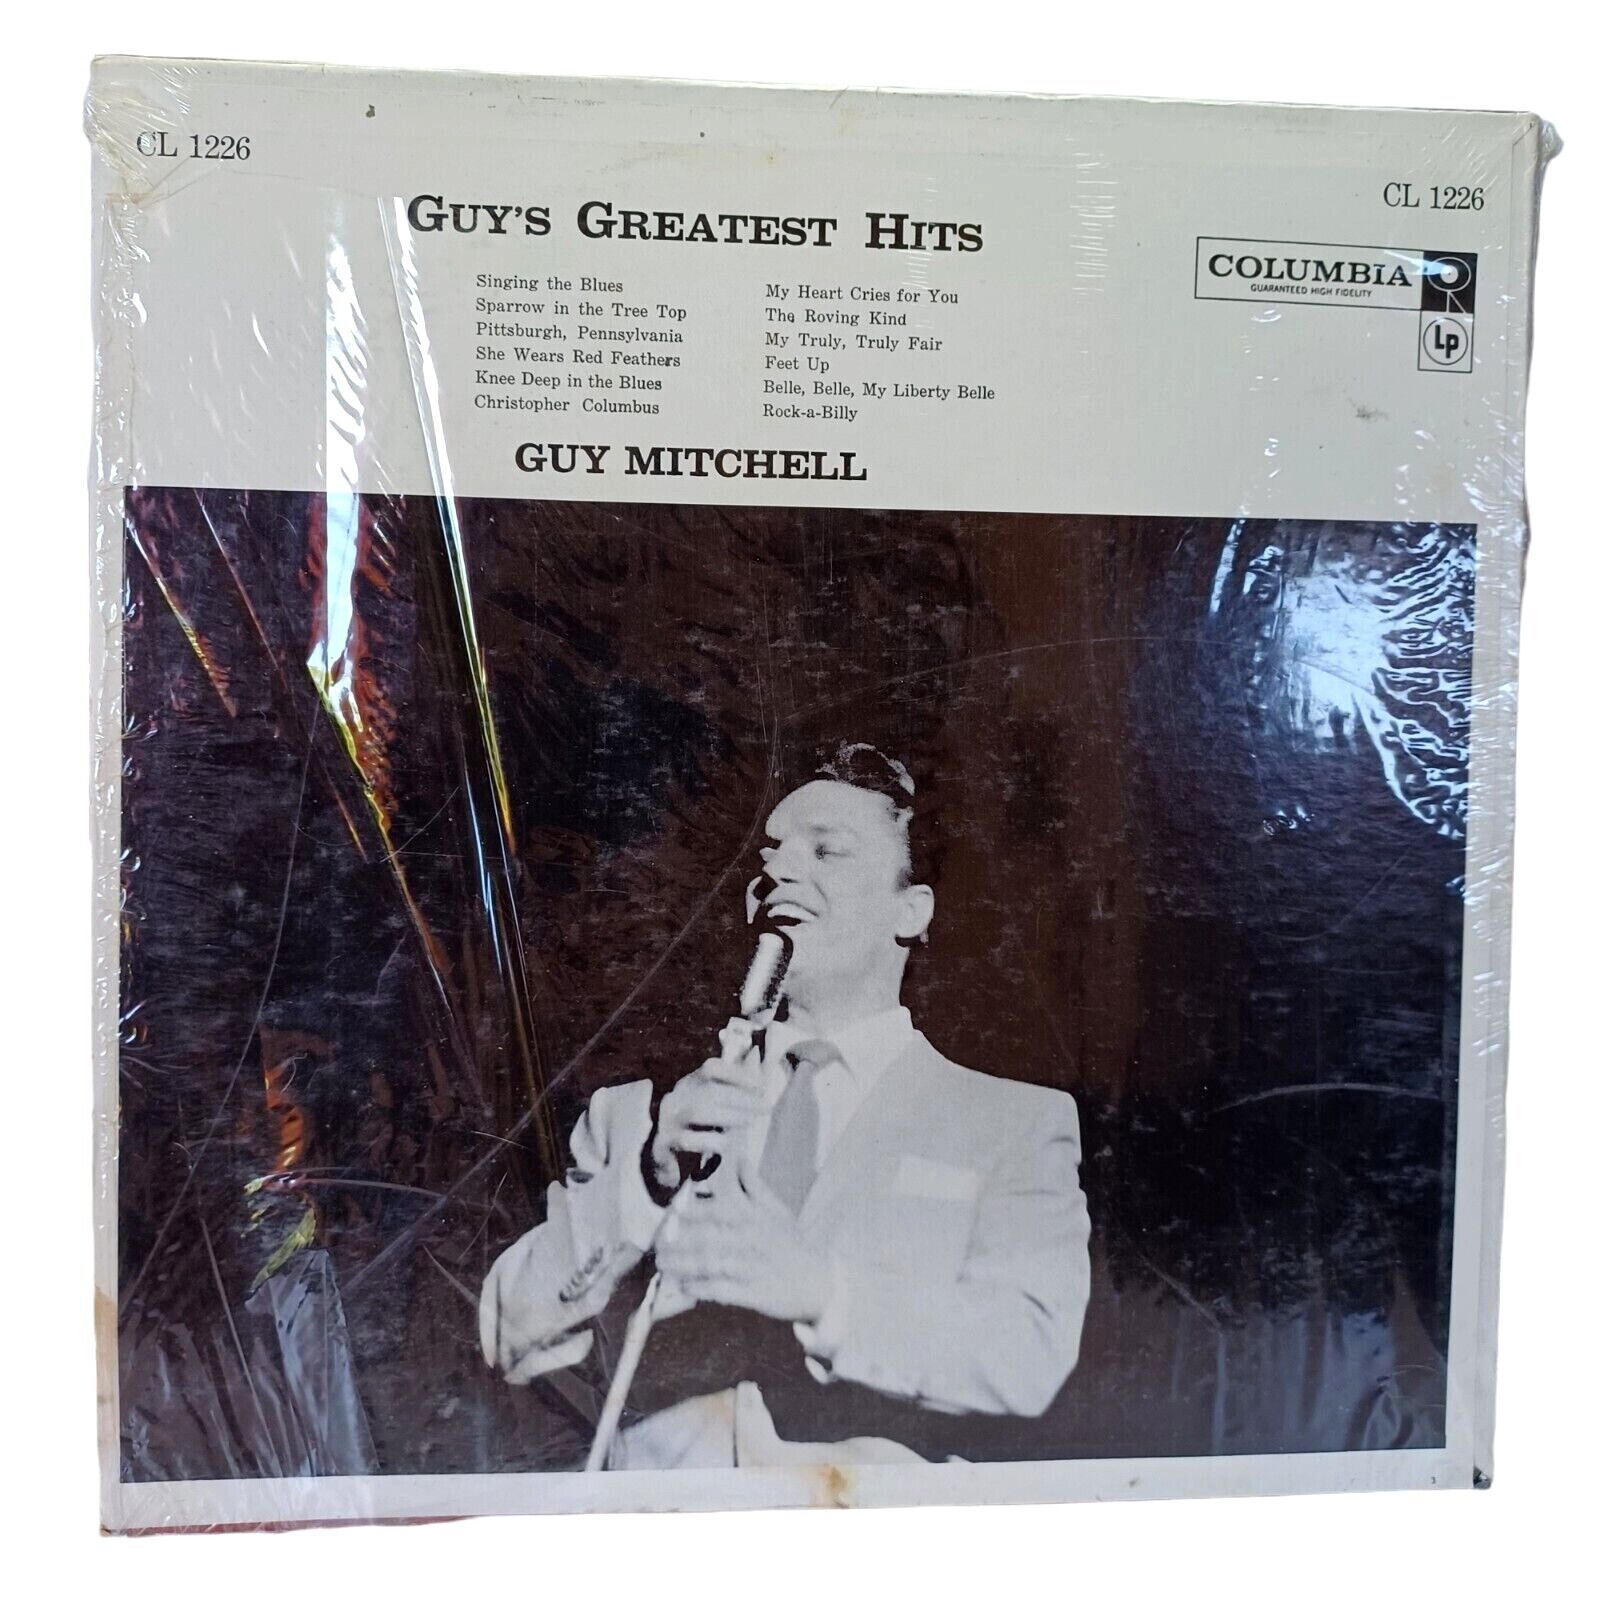 CL 1226
CL 1226
GUY'S GREATEST HITS
COLUMBIA
GUARANTEED HIGH FIDELITY
Lp
Singing the Blues
Sparrow in the Tree Top
Pittsburgh, Pennsylvania
She Wears Red Feathers
Knee Deep in the Blues
Christopher Columbus
My Heart Cries for You
The Roving Kind
My Truly, Truly Fair
Feet Up
Belle, Belle, My Liberty Belle
Rock-a-Billy
GUY MITCHELL
3